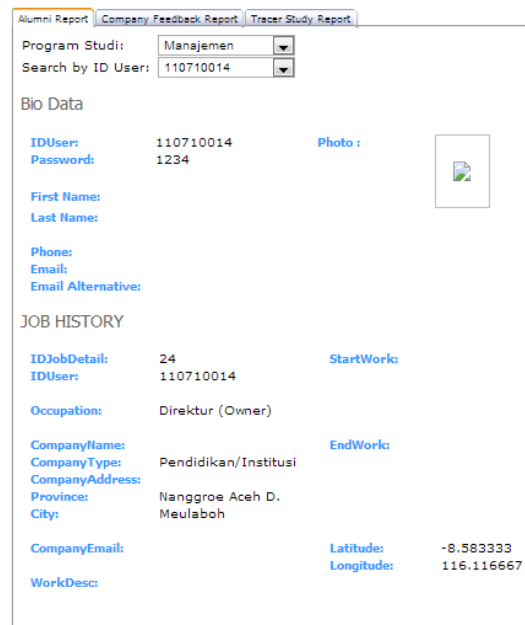 Alumni Report Company Feedback Report Tracer Study Report
Program Studi: Manajemen
Search by ID User: 110710014
Bio Data
IDUser: 110710014 Photo :
Password: 1234
First Name:
Last Name:
Phone:
Email:
Email Alternative:
JOB HISTORY
IDJobDetail: 24 StartWork:
IDUser: 110710014
Occupation: Direktur (Owner)
CompanyName: EndWork:
CompanyType: Pendidikan/Institusi
CompanyAddress:
Province: Nanggroe Aceh D.
City: Meulaboh
CompanyEmail: Latitude: -8.583333
Longitude: 116.116667
WorkDesc: